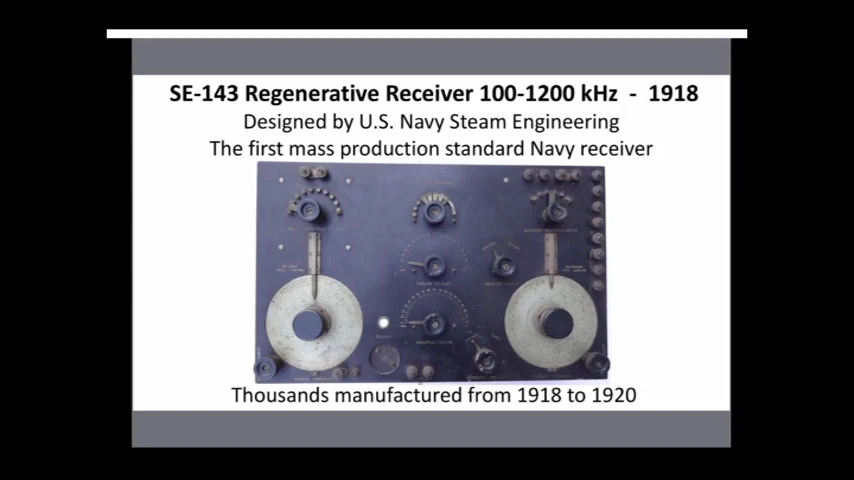 SE-143 Regenerative Receiver 100-1200 kHz - 1918
Designed by U.S. Navy Steam Engineering
The first mass production standard Navy receiver
Thousands manufactured from 1918 to 1920